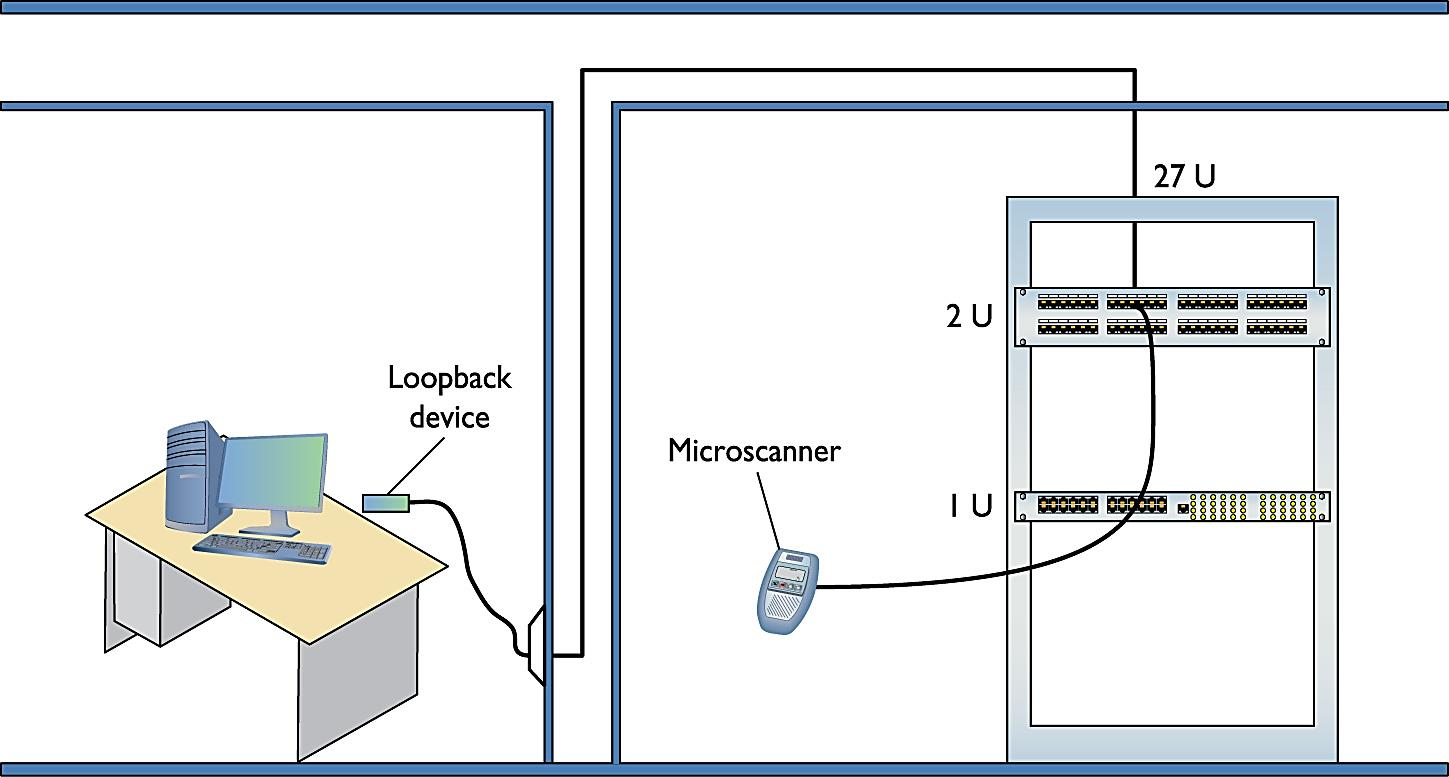 27 U
2 U
Loopback
device
Microscanner
1 U